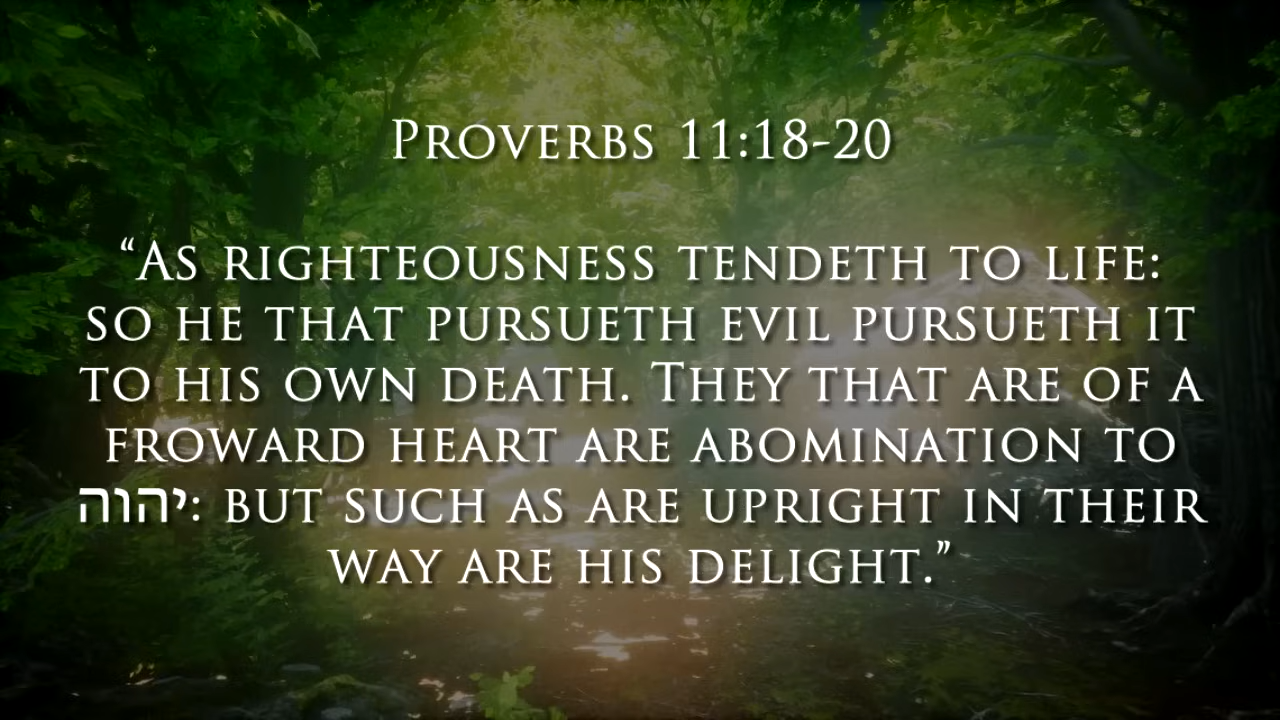 Proverbs 11:18-20
“As righteousness tendeth to life:
so he that pursueth evil pursueth it
to his own death. They that are of a
froward heart are abomination to
יהוה: but such as are upright in their
way are his delight.”